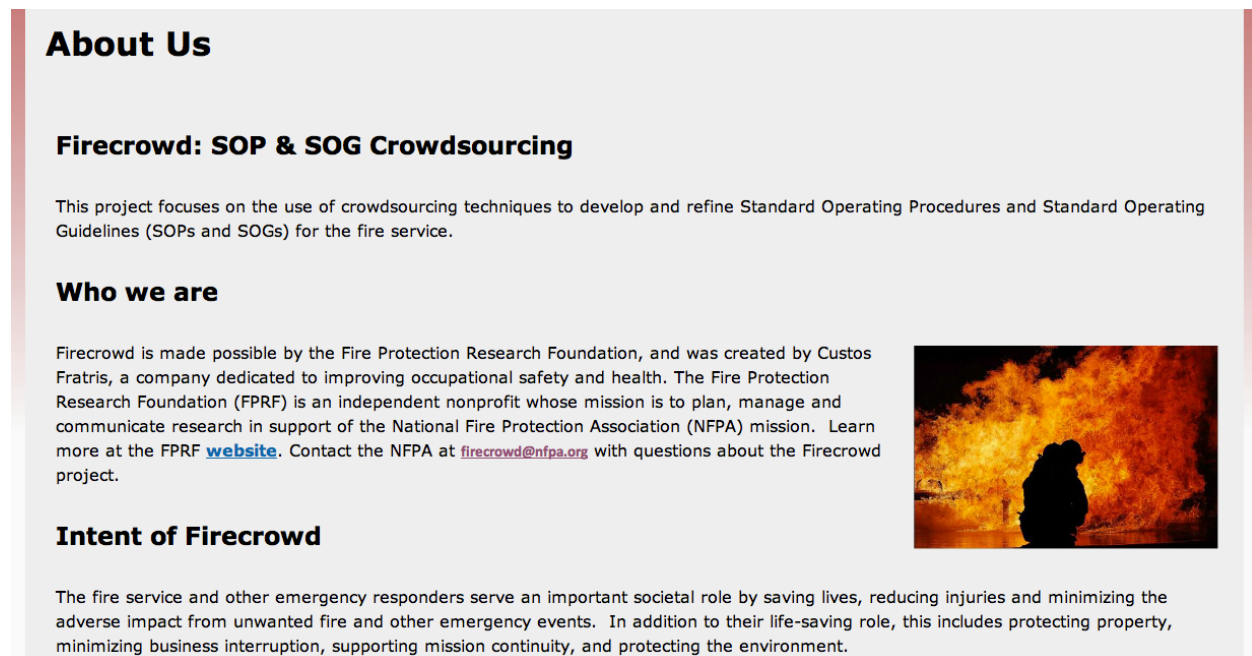 About Us
Firecrowd: SOP & SOG Crowdsourcing
This project focuses on the use of crowdsourcing techniques to develop and refine Standard Operating Procedures and Standard Operating
Guidelines (SOPs and SOGs) for the fire service.
Who we are
Firecrowd is made possible by the Fire Protection Research Foundation, and was created by Custos
Fratris, a company dedicated to improving occupational safety and health. The Fire Protection
Research Foundation (FPRF) is an independent nonprofit whose mission is to plan, manage and
communicate research in support of the National Fire Protection Association (NFPA) mission.  Learn
more at the FPRF website. Contact the NFPA at firecrowd@nfpa.org with questions about the Firecrowd
project.
Intent of Firecrowd
The fire service and other emergency responders serve an important societal role by saving lives, reducing injuries and minimizing the
adverse impact from unwanted fire and other emergency events.  In addition to their life-saving role, this includes protecting property,
minimizing business interruption, supporting mission continuity, and protecting the environment.